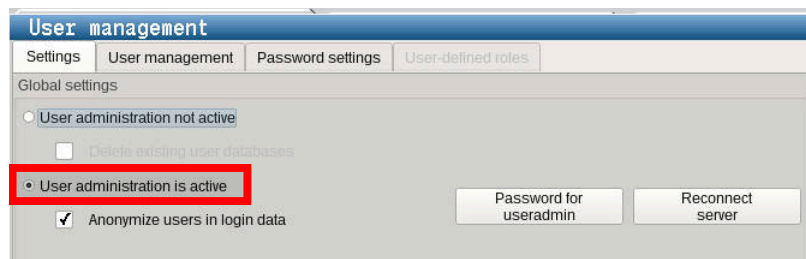 User management
Settings User management Password settings User-defined roles
Global settings
User administration not active
Delete existing user databases
User administration is active
Password for useradmin
Reconnect server
Anonymize users in login data